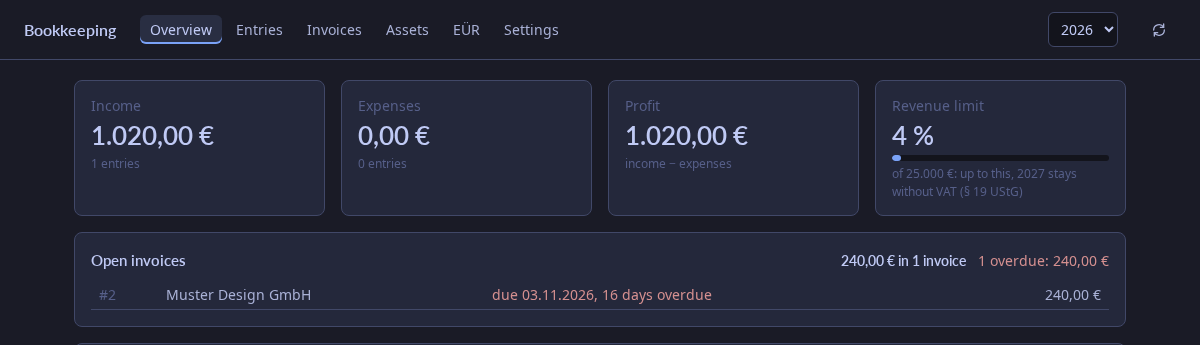 Bookkeeping Overview Entries Invoices Assets EÜR Settings 2026
Income
1.020,00 €
1 entries
Expenses
0,00 €
0 entries
Profit
1.020,00 €
income − expenses
Revenue limit
4 %
of 25.000 €: up to this, 2027 stays
without VAT (§ 19 UStG)
Open invoices 240,00 € in 1 invoice 1 overdue: 240,00 €
#2 Muster Design GmbH due 03.11.2026, 16 days overdue 240,00 €